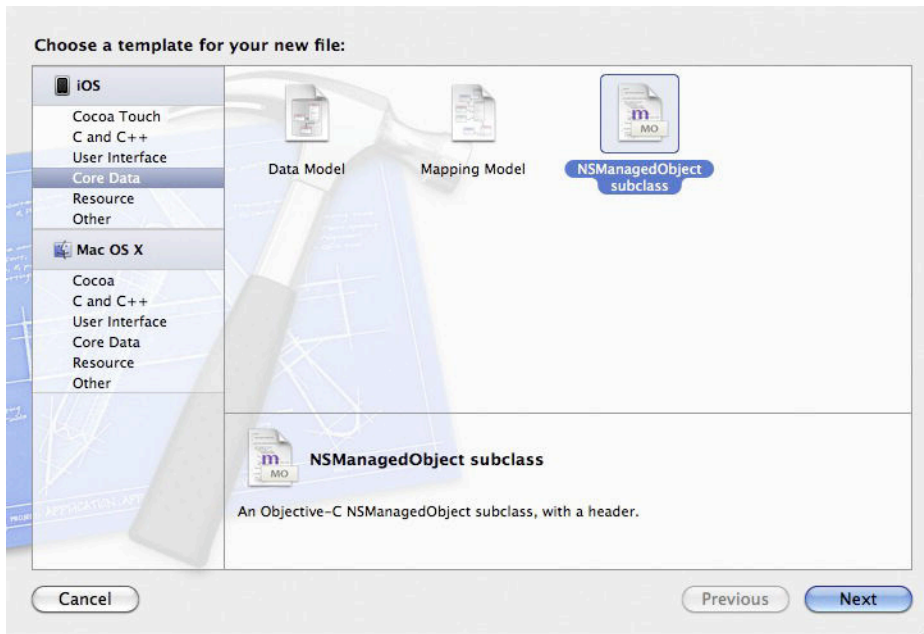 Choose a template for your new file:
iOS
Cocoa Touch
C and C++
User Interface
Core Data
Resource
Other
Mac OS X
Cocoa
C and C++
User Interface
Core Data
Resource
Other
Data Model
Mapping Model
m
MO
NSManagedObject
subclass
m
MO
NSManagedObject subclass
An Objective-C NSManagedObject subclass, with a header.
Cancel
Previous
Next